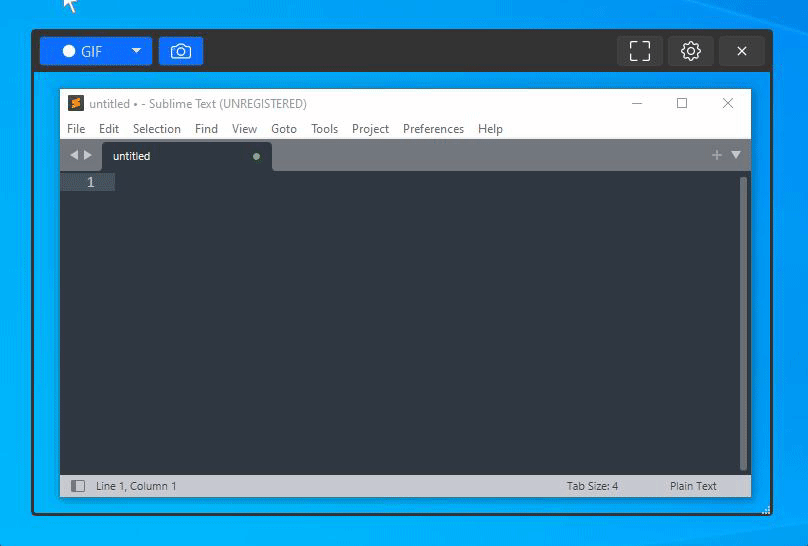 GIF
untitled • - Sublime Text (UNREGISTERED)
File Edit Selection Find View Goto Tools Project Preferences Help
untitled
1
Line 1, Column 1 Tab Size: 4 Plain Text